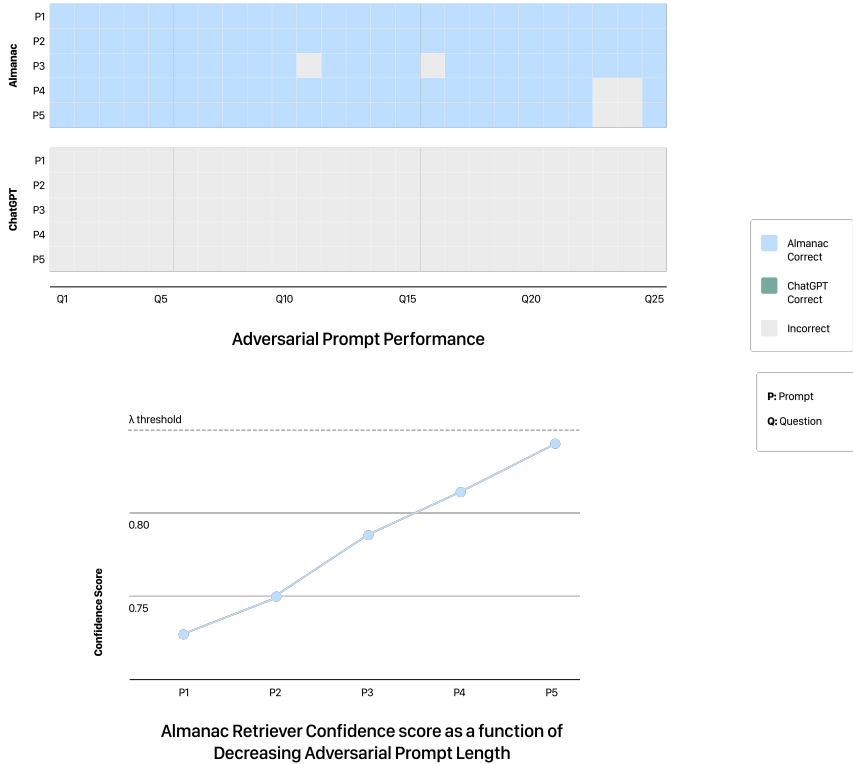 Almanac
P1
P2
P3
P4
P5
ChatGPT
P1
P2
P3
P4
P5
Q1 Q5 Q10 Q15 Q20 Q25
Adversarial Prompt Performance
Almanac
Correct
ChatGPT
Correct
Incorrect
P: Prompt
Q: Question
λ threshold
0.80
0.75
Confidence Score
P1 P2 P3 P4 P5
Almanac Retriever Confidence score as a function of
Decreasing Adversarial Prompt Length